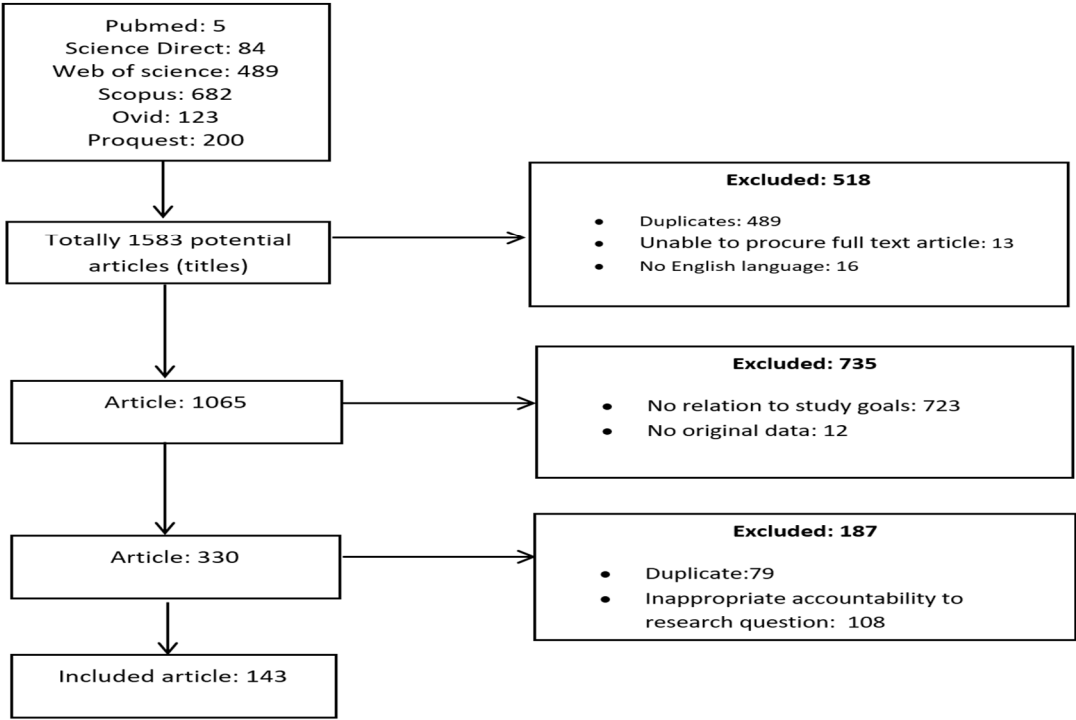 Pubmed: 5
Science Direct: 84
Web of science: 489
Scopus: 682
Ovid: 123
Proquest: 200
Totally 1583 potential
articles (titles)
Excluded: 518
• Duplicates: 489
• Unable to procure full text article: 13
• No English language: 16
Article: 1065
Excluded: 735
• No relation to study goals: 723
• No original data: 12
Article: 330
Excluded: 187
• Duplicate:79
• Inappropriate accountability to
research question: 108
Included article: 143